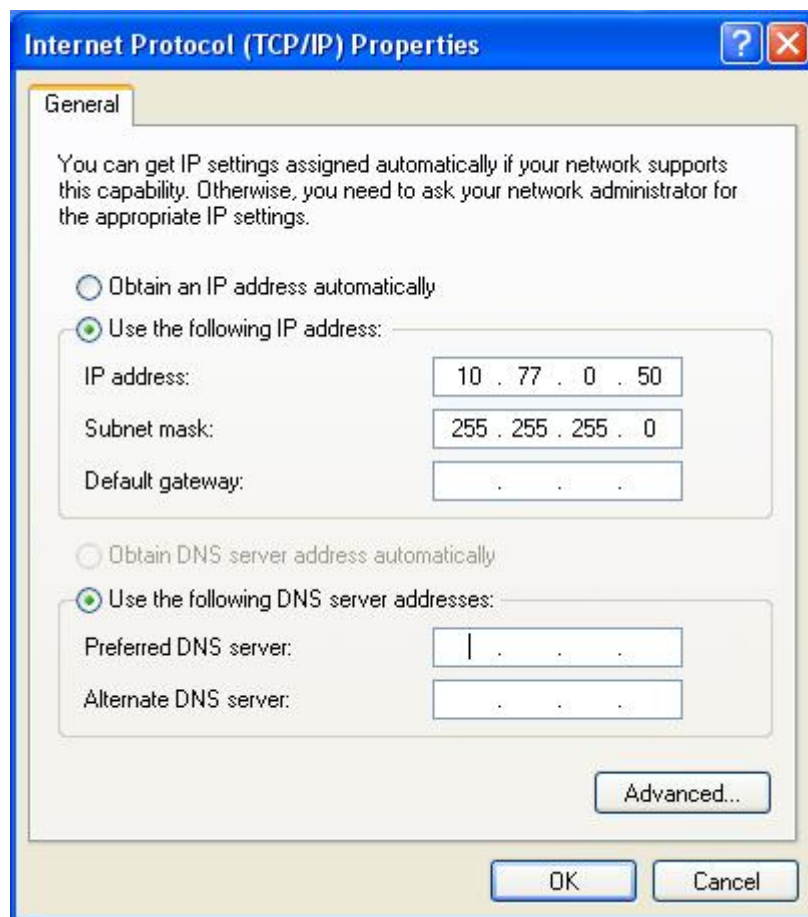 Internet Protocol (TCP/IP) Properties
General
You can get IP settings assigned automatically if your network supports
this capability. Otherwise, you need to ask your network administrator for
the appropriate IP settings.
Obtain an IP address automatically
Use the following IP address:
IP address: 10 . 77 . 0 . 50
Subnet mask: 255 . 255 . 255 . 0
Default gateway: . . .
Obtain DNS server address automatically
Use the following DNS server addresses:
Preferred DNS server: . . .
Alternate DNS server: . . .
Advanced...
OK Cancel